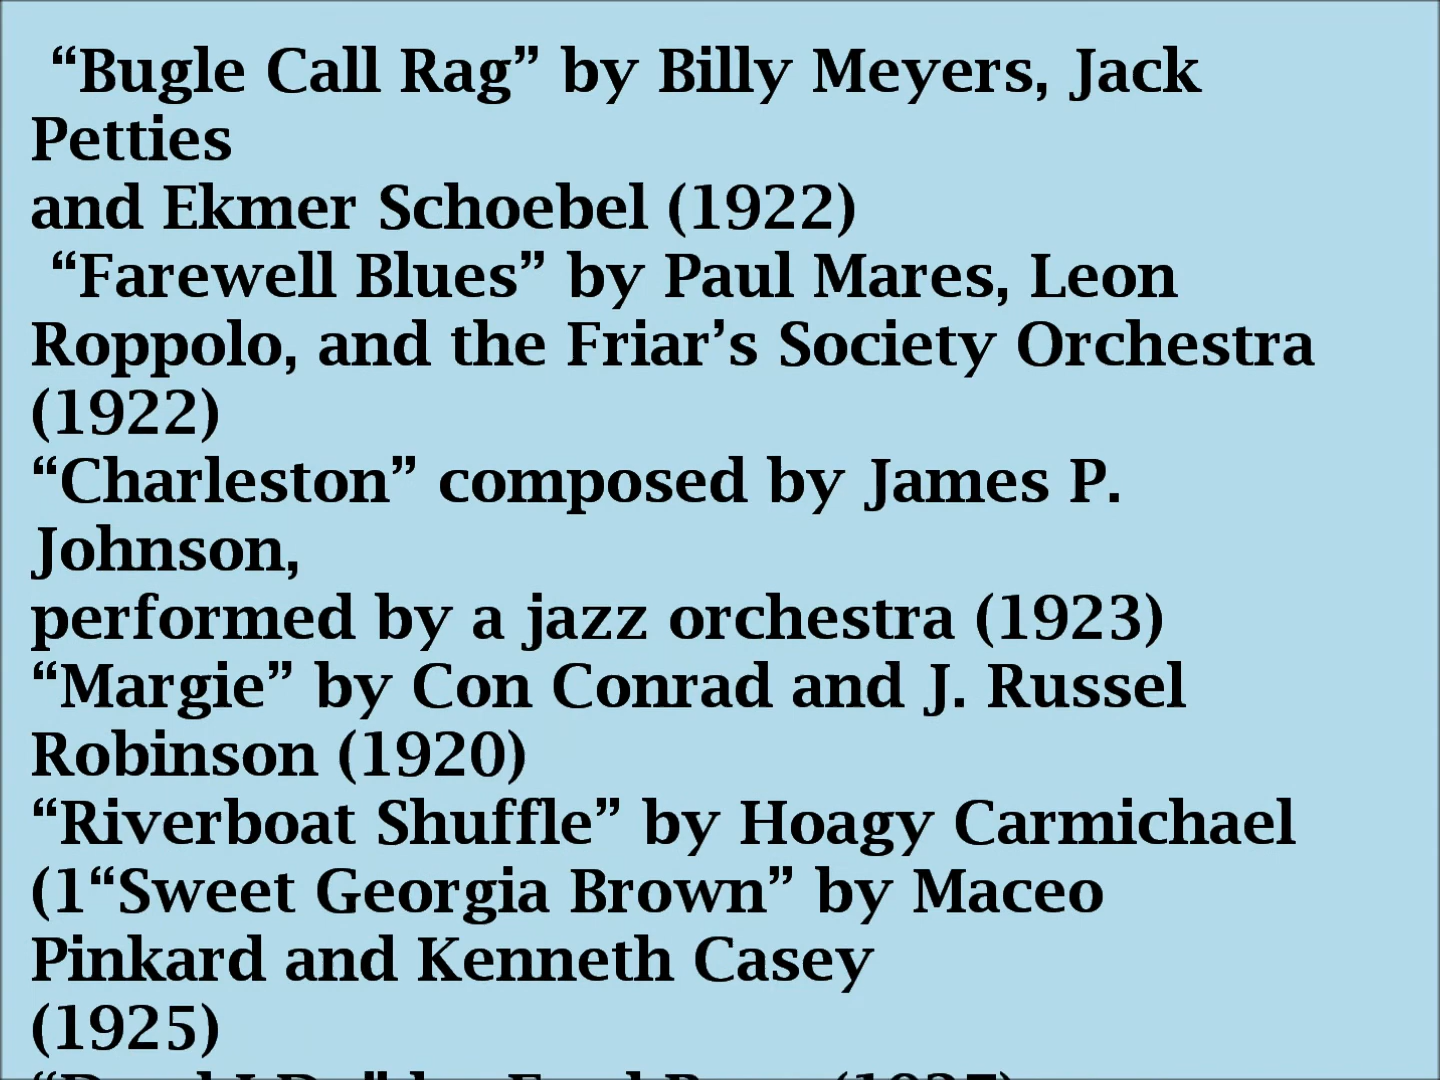 “Bugle Call Rag” by Billy Meyers, Jack
Petties
and Ekmer Schoebel (1922)
“Farewell Blues” by Paul Mares, Leon
Roppolo, and the Friar’s Society Orchestra
(1922)
“Charleston” composed by James P.
Johnson,
performed by a jazz orchestra (1923)
“Margie” by Con Conrad and J. Russel
Robinson (1920)
“Riverboat Shuffle” by Hoagy Carmichael
(1“Sweet Georgia Brown” by Maceo
Pinkard and Kenneth Casey
(1925)